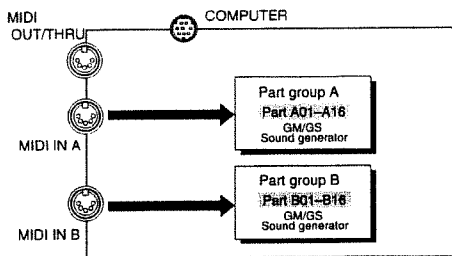 MIDI
OUT/THRU
COMPUTER
MIDI IN A
Part group A
Part A01–A16
GM/GS
Sound generator
MIDI IN B
Part group B
Part B01–B16
GM/GS
Sound generator